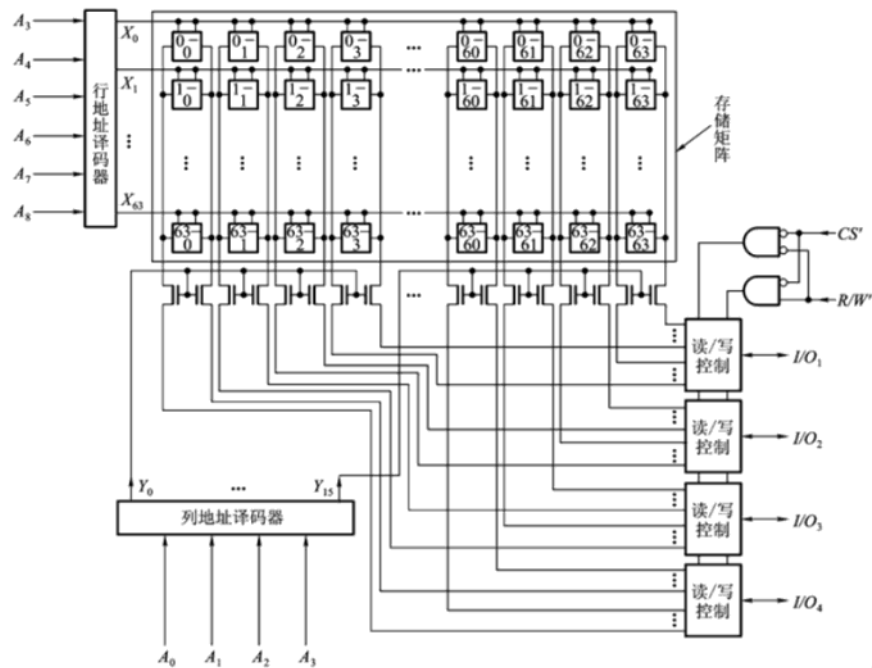 A3
A4
A5
A6
A7
A8
行地址译码器
X0
X1
⋮
X63
0-0 0-1 0-2 0-3 … 0-60 0-61 0-62 0-63
1-0 1-1 1-2 1-3 … 1-60 1-61 1-62 1-63
63-0 63-1 63-2 63-3 … 63-60 63-61 63-62 63-63
存储矩阵
CS'
R/W'
读/写控制
I/O1
读/写控制
I/O2
读/写控制
I/O3
读/写控制
I/O4
Y0 … Y15
列地址译码器
A0 A1 A2 A3